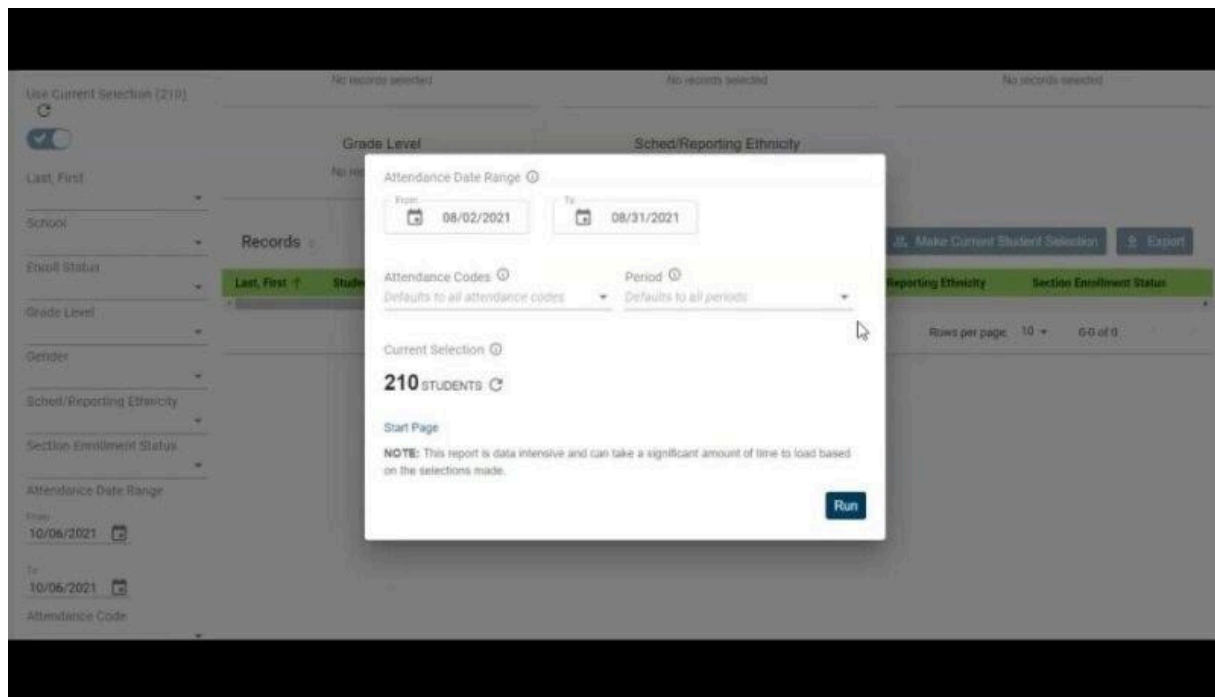 No records selected
No records selected
No records selected
Use Current Selection (210)
Grade Level
Sched/Reporting Ethnicity
No rec
Last, First
School
Enroll Status
Grade Level
Gender
Sched/Reporting Ethnicity
Section Enrollment Status
Attendance Date Range
From
10/06/2021
To
10/06/2021
Attendance Code
Records
Make Current Student Selection
Export
Last, First
Stude
Reporting Ethnicity
Section Enrollment Status
Rows per page:
10
0-0 of 0
Attendance Date Range
From
08/02/2021
To
08/31/2021
Attendance Codes
Period
Defaults to all attendance codes
Defaults to all periods
Current Selection
210 STUDENTS
Start Page
NOTE: This report is data intensive and can take a significant amount of time to load based
on the selections made.
Run